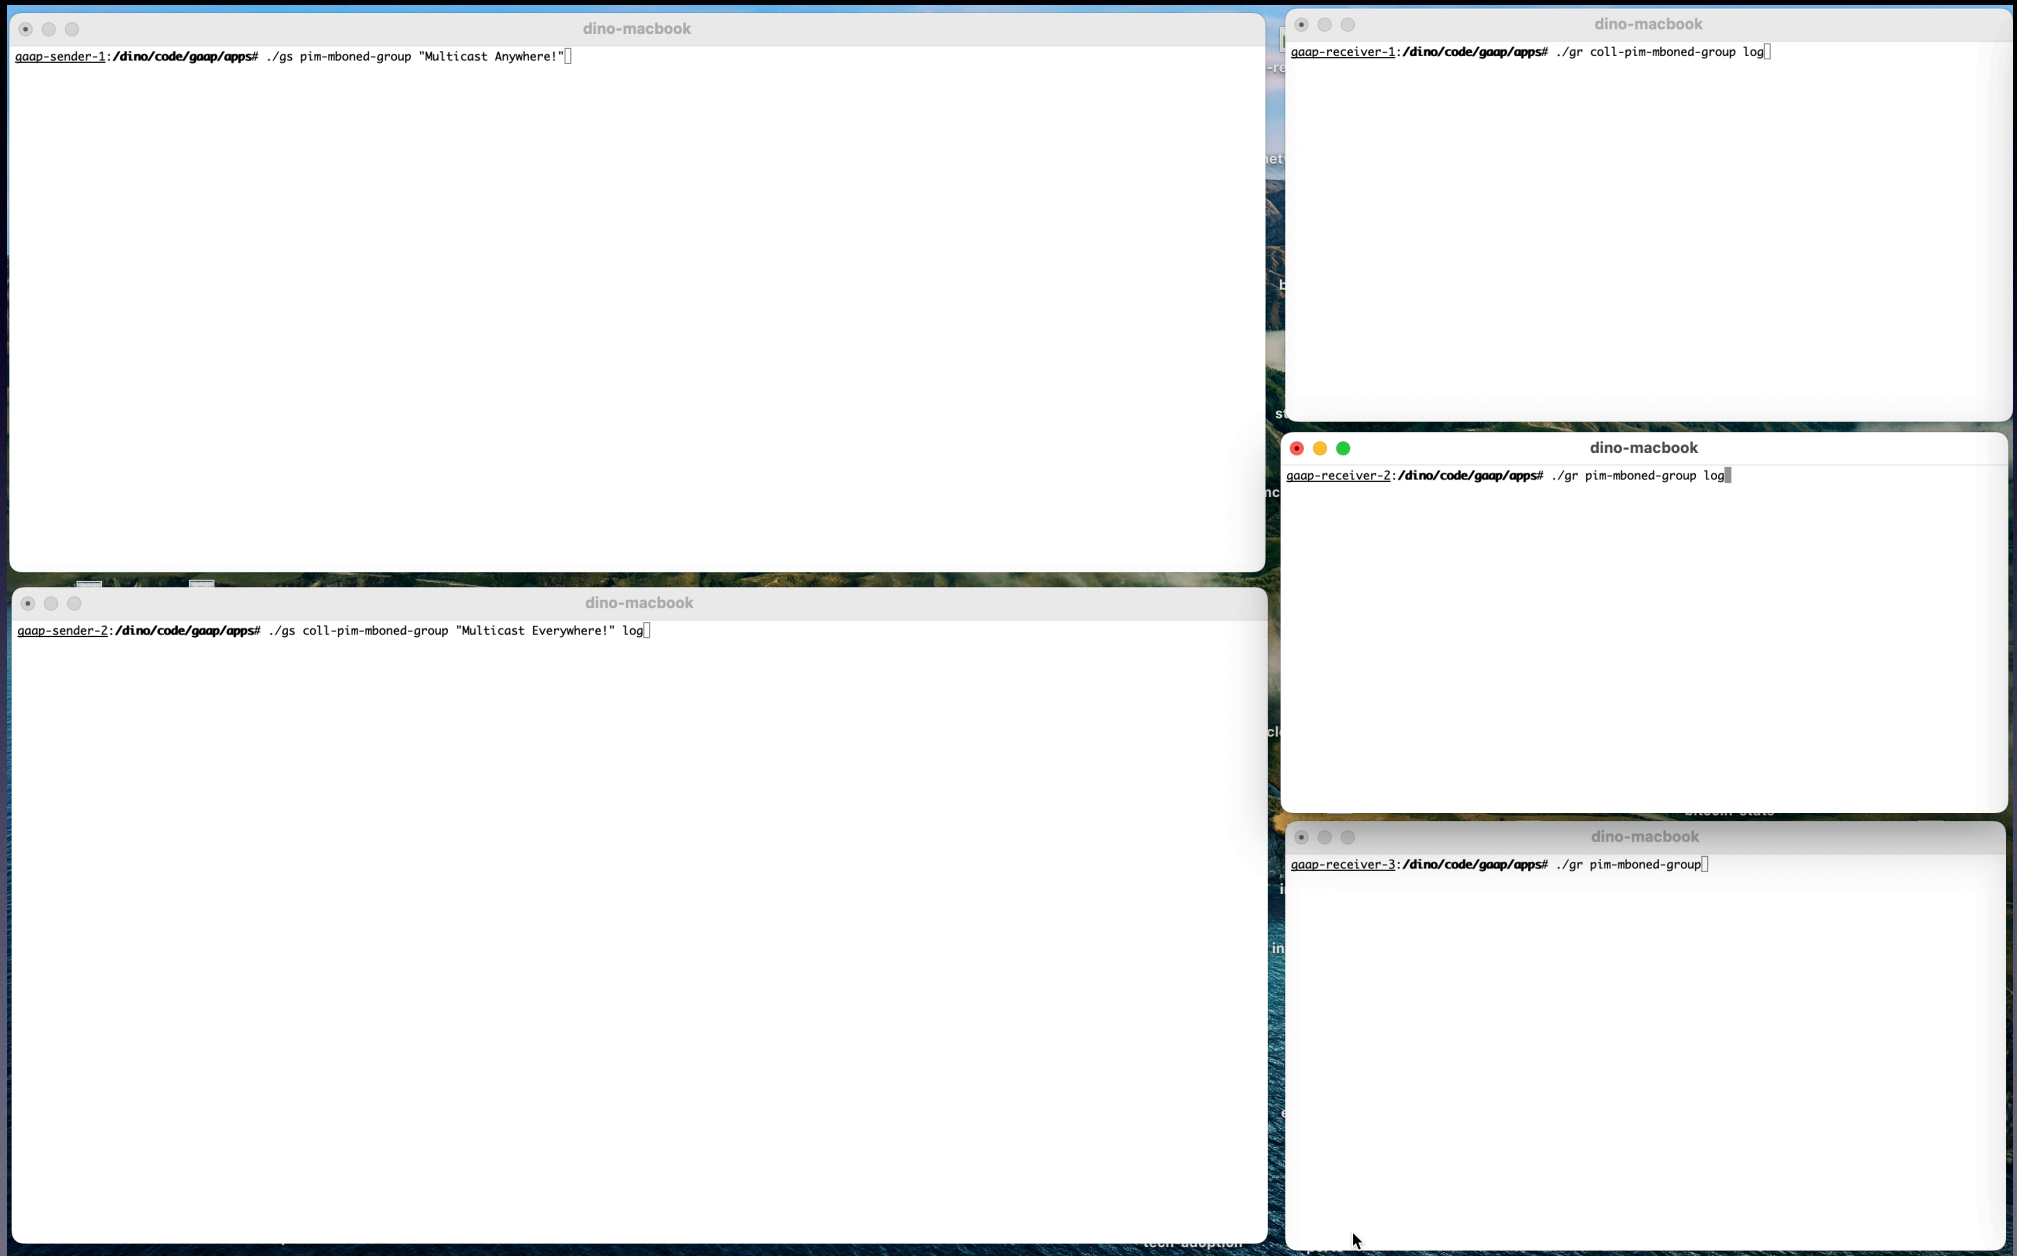 dino-macbook
gaap-sender-1:/dino/code/gaap/apps# ./gs pim-mboned-group "Multicast Anywhere!"
dino-macbook
gaap-sender-2:/dino/code/gaap/apps# ./gs coll-pim-mboned-group "Multicast Everywhere!" log
dino-macbook
gaap-receiver-1:/dino/code/gaap/apps# ./gr coll-pim-mboned-group log
dino-macbook
gaap-receiver-2:/dino/code/gaap/apps# ./gr pim-mboned-group log
dino-macbook
gaap-receiver-3:/dino/code/gaap/apps# ./gr pim-mboned-group